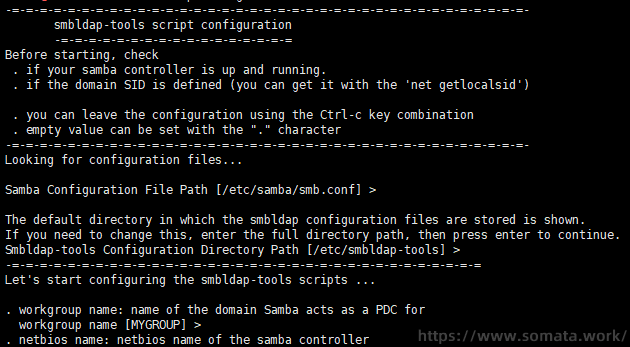 -=-=-=-=-=-=-=-=-=-=-=-=-=-=-=-=-=-=-=-=-=-=-=-=-=-=-=-=-=-=-=-=-=-=-=-=-=-
smbldap-tools script configuration
-=-=-=-=-=-=-=-=-=-=-=-=-=-=-=-=-=
Before starting, check
. if your samba controller is up and running.
. if the domain SID is defined (you can get it with the 'net getlocalsid')
. you can leave the configuration using the Ctrl-c key combination
. empty value can be set with the "." character
-=-=-=-=-=-=-=-=-=-=-=-=-=-=-=-=-=-=-=-=-=-=-=-=-=-=-=-=-=-=-=-=-=-=-=-=-=-
Looking for configuration files...
Samba Configuration File Path [/etc/samba/smb.conf] >
The default directory in which the smbldap configuration files are stored is shown.
If you need to change this, enter the full directory path, then press enter to continue.
Smbldap-tools Configuration Directory Path [/etc/smbldap-tools] >
-=-=-=-=-=-=-=-=-=-=-=-=-=-=-=-=-=-=-=-=-=-=-=-=-=-=-=-=-=-=-=-=-=-=
Let's start configuring the smbldap-tools scripts ...
. workgroup name: name of the domain Samba acts as a PDC for
workgroup name [MYGROUP] >
. netbios name: netbios name of the samba controller
https://www.somata.work/